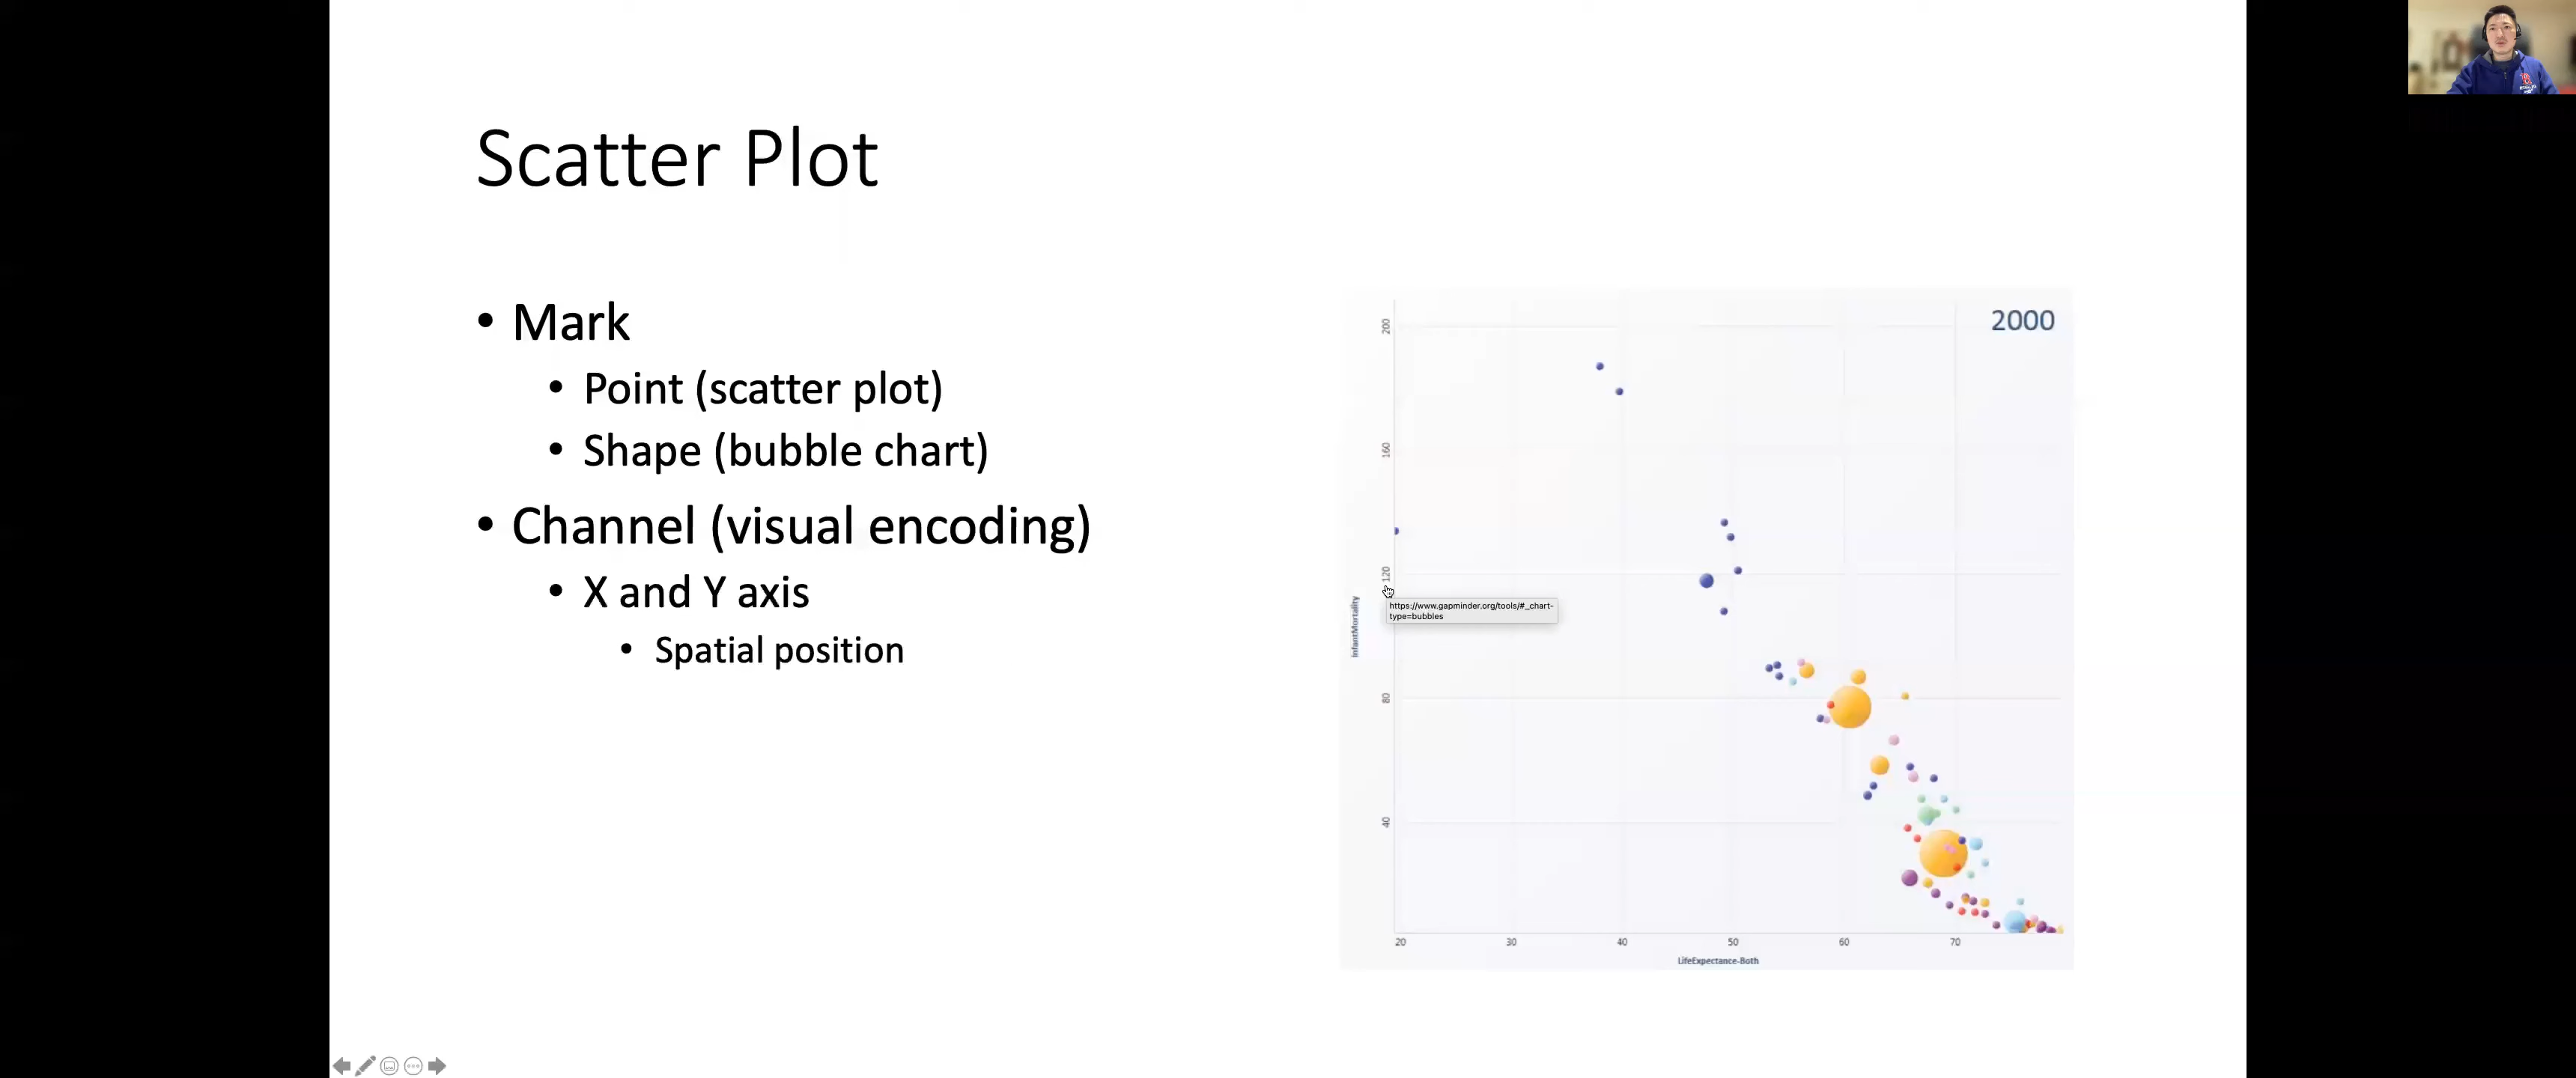 Scatter Plot
• Mark
• Point (scatter plot)
• Shape (bubble chart)
• Channel (visual encoding)
• X and Y axis
• Spatial position
2000
200
160
120
80
40
InfantMortality
https://www.gapminder.org/tools/#_chart-
type=bubbles
20 30 40 50 60 70
LifeExpectance-Both